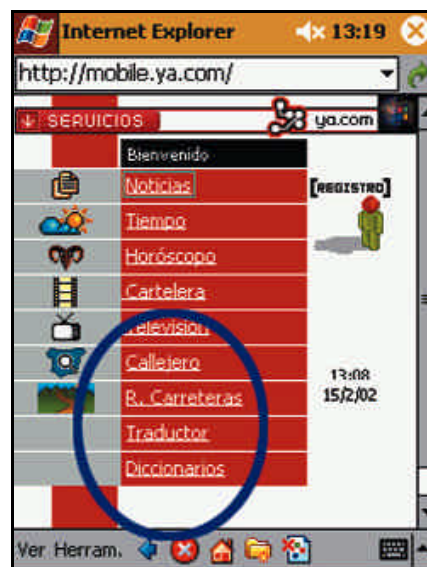 Internet Explorer 13:19
http://mobile.ya.com/
SERVICIOS ya.com
Bienvenido
Noticias [REGISTRO]
Tiempo
Horóscopo
Cartelera
Televisión
Callejero
13:08
R. Carreteras 15/2/02
Traductor
Diccionarios
Ver Herram.